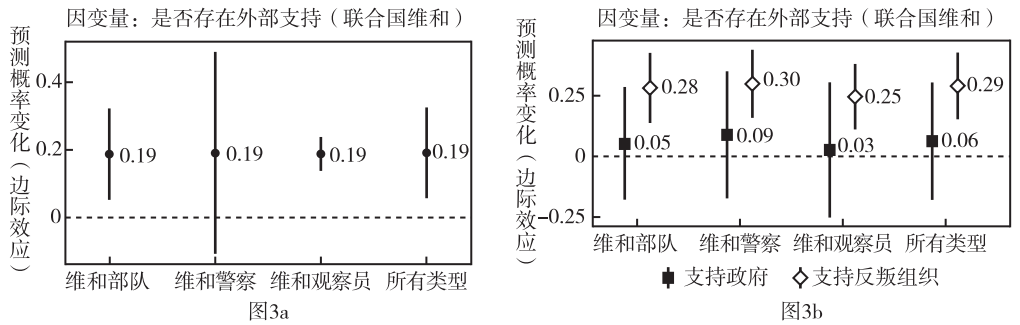 因变量：是否存在外部支持（联合国维和）
预测概率变化（边际效应）
0.4
0.2
0
0.19
0.19
0.19
0.19
维和部队
维和警察
维和观察员
所有类型
图3a
因变量：是否存在外部支持（联合国维和）
预测概率变化（边际效应）
0.25
0
-0.25
0.05
0.28
0.09
0.30
0.03
0.25
0.06
0.29
维和部队
维和警察
维和观察员
所有类型
支持政府
支持反叛组织
图3b